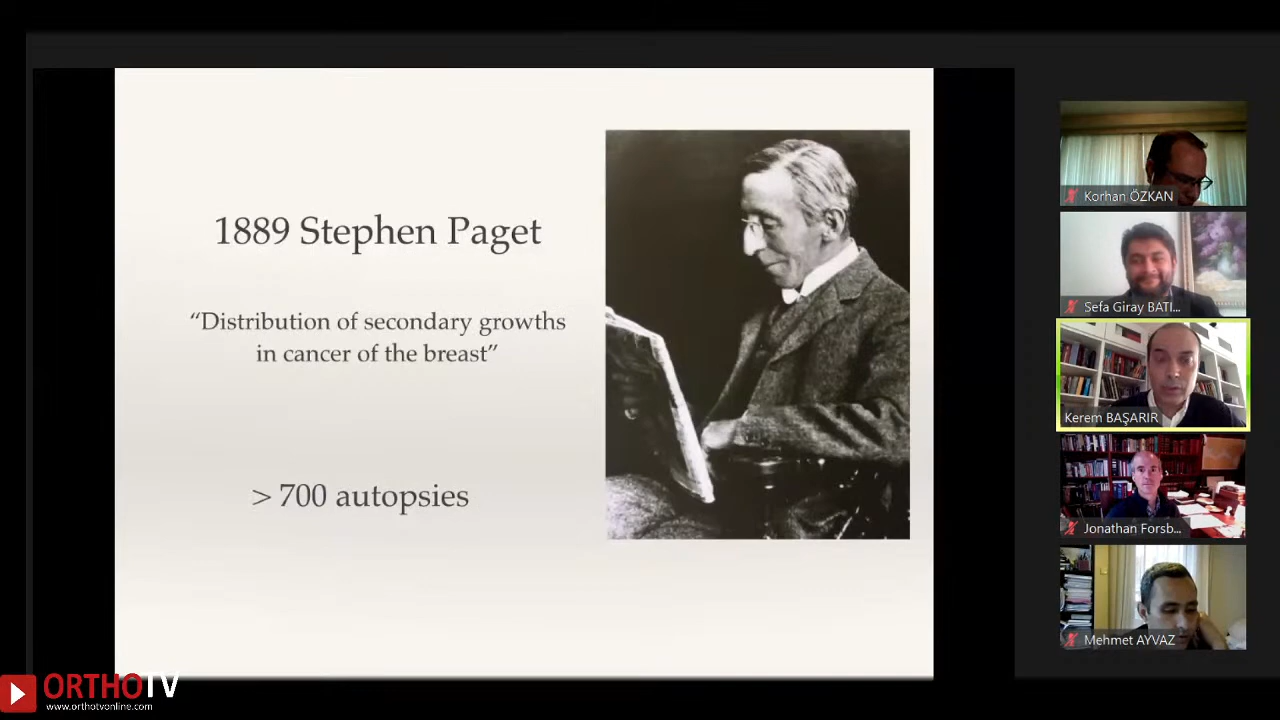 1889 Stephen Paget
“Distribution of secondary growths
in cancer of the breast”
> 700 autopsies
Korhan ÖZKAN
Sefa Giray BATI...
Kerem BAŞARIR
Jonathan Forsb...
Mehmet AYVAZ
ORTHOTV
www.orthotvonline.com